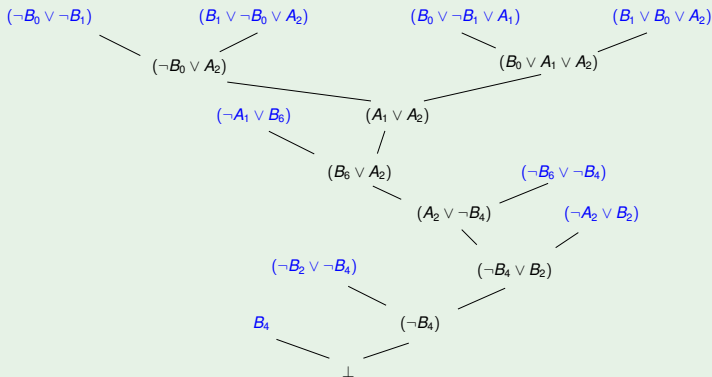 (¬B₀ ∨ ¬B₁) (B₁ ∨ ¬B₀ ∨ A₂) (B₀ ∨ ¬B₁ ∨ A₁) (B₁ ∨ B₀ ∨ A₂)
(¬B₀ ∨ A₂) (B₀ ∨ A₁ ∨ A₂)
(¬A₁ ∨ B₆) (A₁ ∨ A₂)
(B₆ ∨ A₂) (¬B₆ ∨ ¬B₄)
(A₂ ∨ ¬B₄) (¬A₂ ∨ B₂)
(¬B₂ ∨ ¬B₄) (¬B₄ ∨ B₂)
B₄ (¬B₄)
⊥